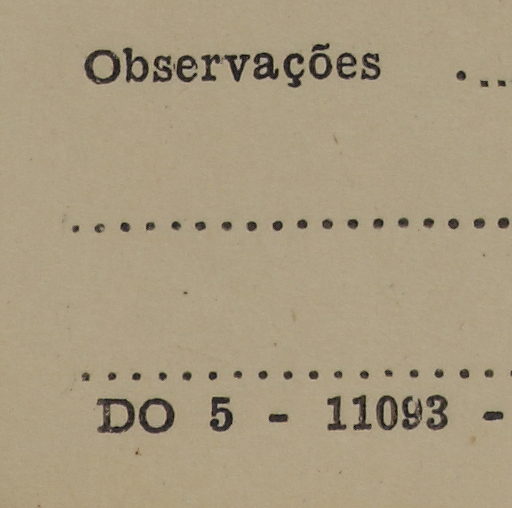 Observações ....
..................
..................
DO 5 - 11093 -